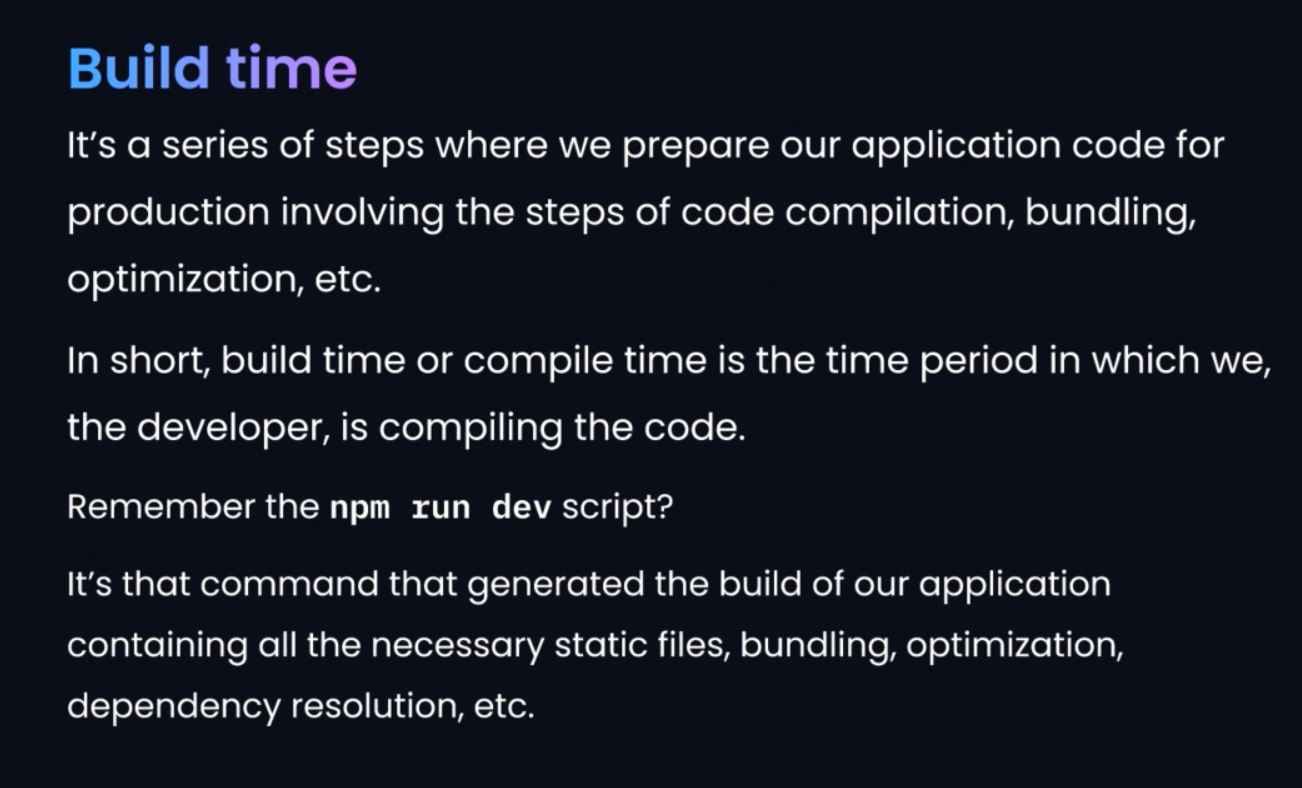 Build time
It's a series of steps where we prepare our application code for
production involving the steps of code compilation, bundling,
optimization, etc.
In short, build time or compile time is the time period in which we,
the developer, is compiling the code.
Remember the npm run dev script?
It's that command that generated the build of our application
containing all the necessary static files, bundling, optimization,
dependency resolution, etc.